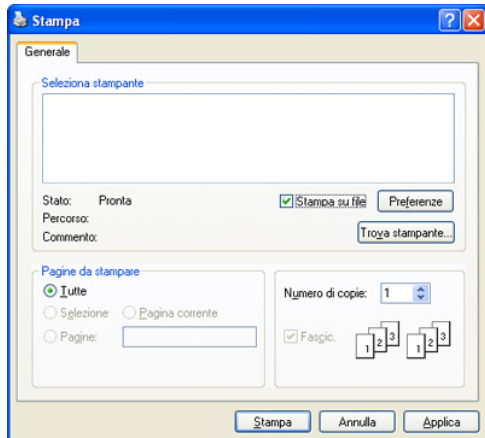 Stampa
Generale
Seleziona stampante
Stato: Pronta
Stampa su file
Preferenze
Percorso:
Commento:
Trova stampante...
Pagine da stampare
Tutte
Selezione
Pagina corrente
Pagine:
Numero di copie: 1
Fascic.
1 2 3 1 2 3
Stampa Annulla Applica